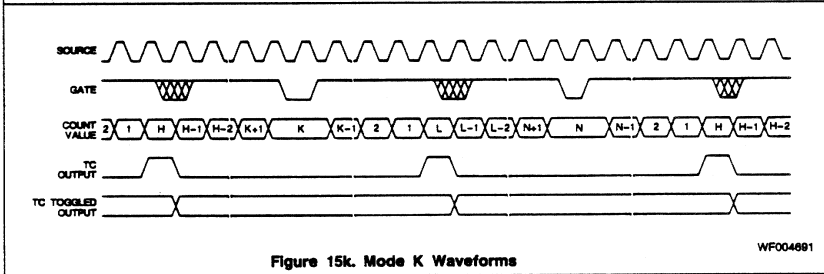 SOURCE
GATE
COUNT VALUE
2 1 H H-1 H-2 K+1 K K-1 2 1 L L-1 L-2 N+1 N N-1 2 1 H H-1 H-2
TC OUTPUT
TC TOGGLED OUTPUT
WF004691
Figure 15k. Mode K Waveforms